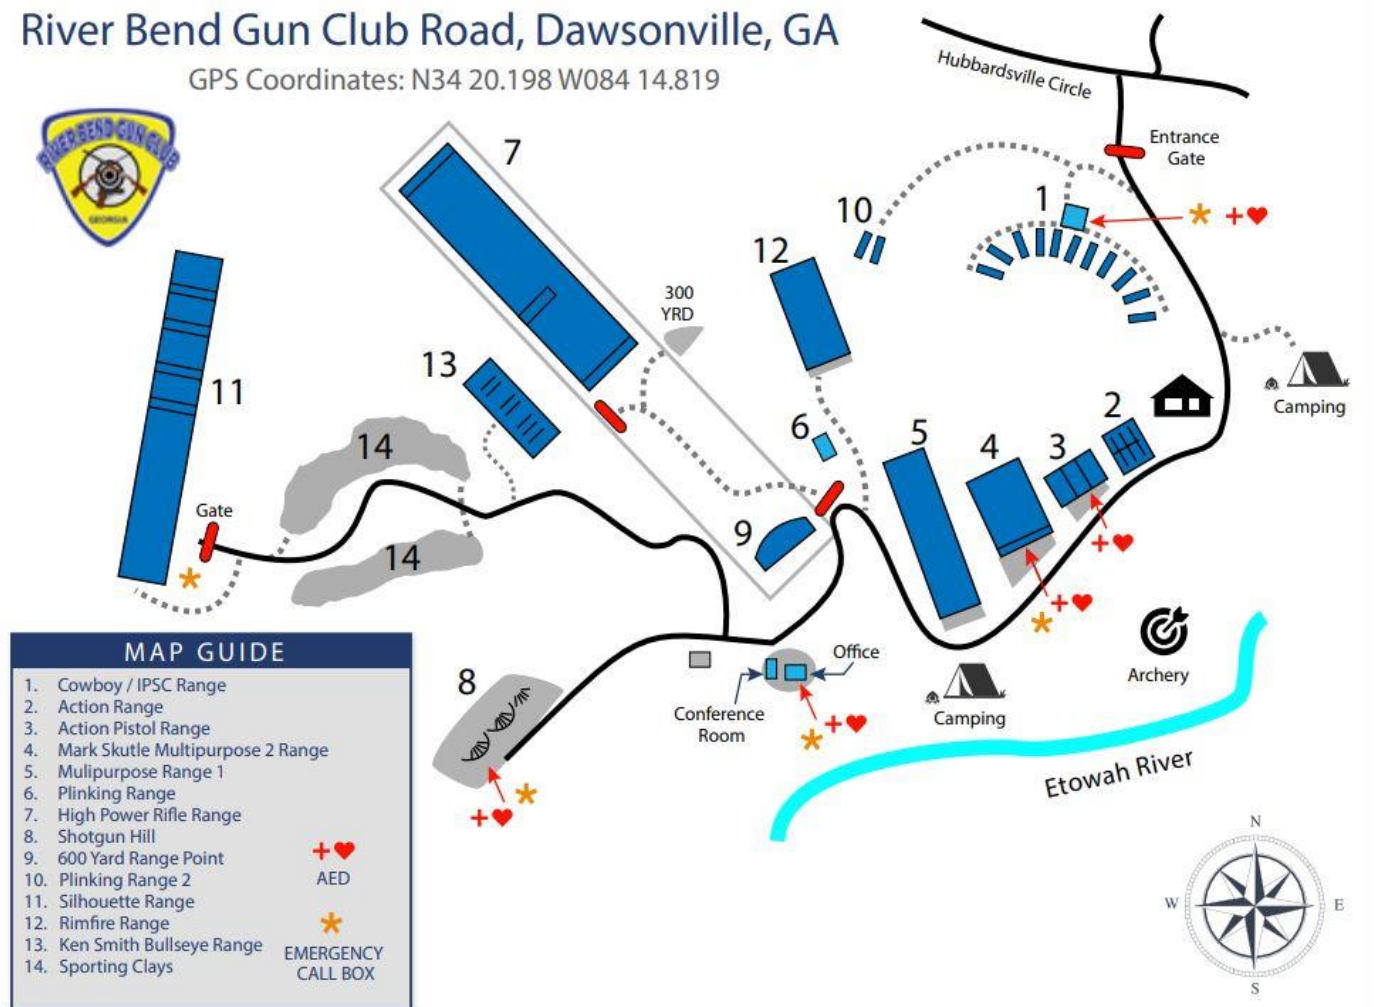 River Bend Gun Club Road, Dawsonville, GA
GPS Coordinates: N34 20.198 W084 14.819
RIVER BEND GUN CLUB
GEORGIA
Hubbardsville Circle
Entrance
Gate
1
10
12
7
300
YRD
13
11
14
Gate
14
6
5
4
3
2
Camping
9
8
Office
Conference
Room
Camping
Archery
Etowah River
N
W
E
S
MAP GUIDE
1. Cowboy / IPSC Range
2. Action Range
3. Action Pistol Range
4. Mark Skutle Multipurpose 2 Range
5. Mulipurpose Range 1
6. Plinking Range
7. High Power Rifle Range
8. Shotgun Hill
9. 600 Yard Range Point
10. Plinking Range 2
11. Silhouette Range
12. Rimfire Range
13. Ken Smith Bullseye Range
14. Sporting Clays
AED
EMERGENCY
CALL BOX